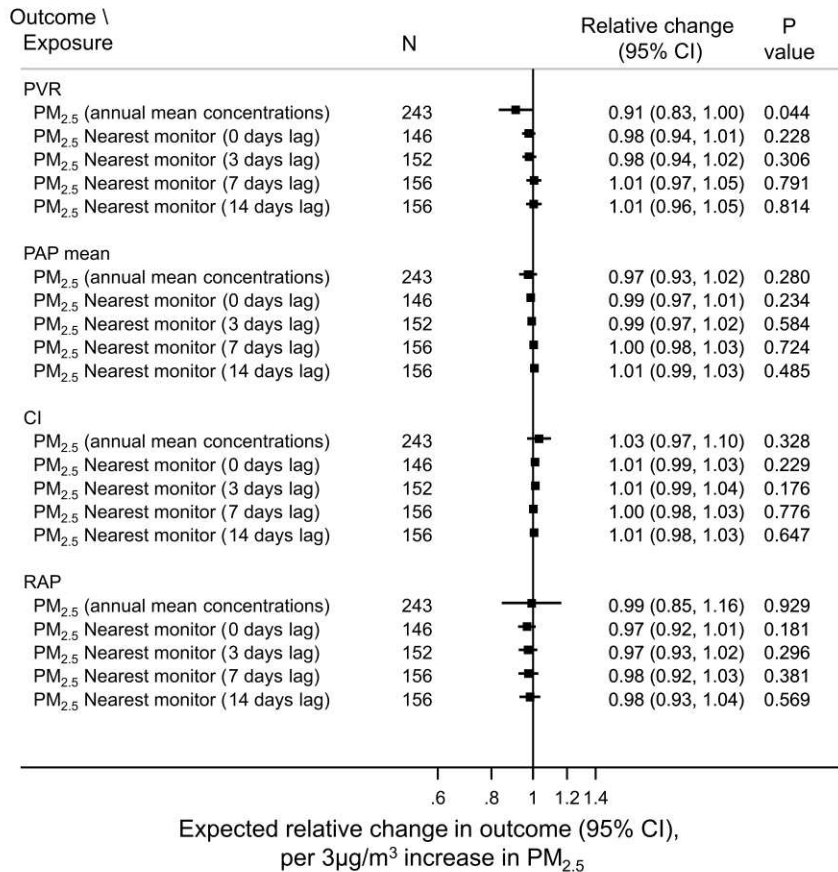 Outcome \
Exposure N Relative change (95% CI) P value
PVR
PM2.5 (annual mean concentrations) 243 0.91 (0.83, 1.00) 0.044
PM2.5 Nearest monitor (0 days lag) 146 0.98 (0.94, 1.01) 0.228
PM2.5 Nearest monitor (3 days lag) 152 0.98 (0.94, 1.02) 0.306
PM2.5 Nearest monitor (7 days lag) 156 1.01 (0.97, 1.05) 0.791
PM2.5 Nearest monitor (14 days lag) 156 1.01 (0.96, 1.05) 0.814
PAP mean
PM2.5 (annual mean concentrations) 243 0.97 (0.93, 1.02) 0.280
PM2.5 Nearest monitor (0 days lag) 146 0.99 (0.97, 1.01) 0.234
PM2.5 Nearest monitor (3 days lag) 152 0.99 (0.97, 1.02) 0.584
PM2.5 Nearest monitor (7 days lag) 156 1.00 (0.98, 1.03) 0.724
PM2.5 Nearest monitor (14 days lag) 156 1.01 (0.99, 1.03) 0.485
CI
PM2.5 (annual mean concentrations) 243 1.03 (0.97, 1.10) 0.328
PM2.5 Nearest monitor (0 days lag) 146 1.01 (0.99, 1.03) 0.229
PM2.5 Nearest monitor (3 days lag) 152 1.01 (0.99, 1.04) 0.176
PM2.5 Nearest monitor (7 days lag) 156 1.00 (0.98, 1.03) 0.776
PM2.5 Nearest monitor (14 days lag) 156 1.01 (0.98, 1.03) 0.647
RAP
PM2.5 (annual mean concentrations) 243 0.99 (0.85, 1.16) 0.929
PM2.5 Nearest monitor (0 days lag) 146 0.97 (0.92, 1.01) 0.181
PM2.5 Nearest monitor (3 days lag) 152 0.97 (0.93, 1.02) 0.296
PM2.5 Nearest monitor (7 days lag) 156 0.98 (0.92, 1.03) 0.381
PM2.5 Nearest monitor (14 days lag) 156 0.98 (0.93, 1.04) 0.569
.6 .8 1 1.2 1.4
Expected relative change in outcome (95% CI),
per 3µg/m³ increase in PM2.5